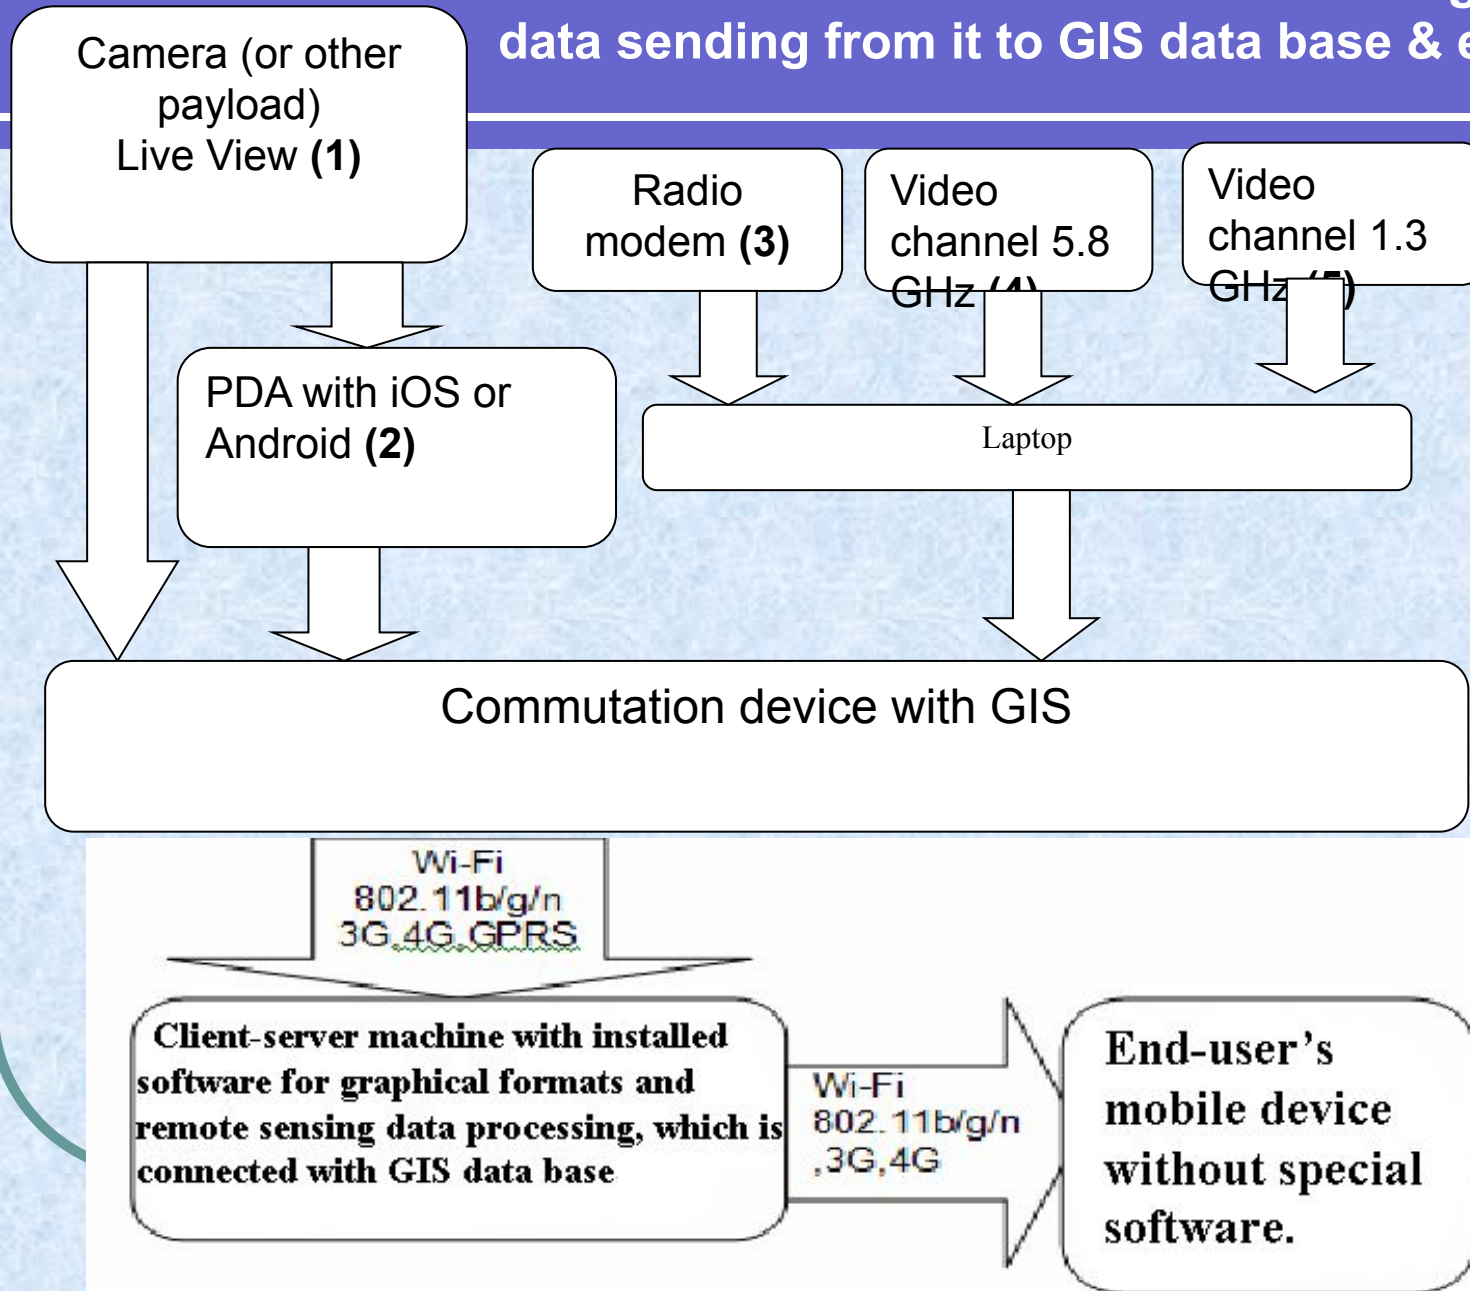 data sending from it to GIS data base &
Camera (or other
payload)
Live View (1)
Radio
modem (3)
Video
channel 5.8
GHz (4)
Video
channel 1.3
GHz (5)
PDA with iOS or
Android (2)
Laptop
Commutation device with GIS
Wi-Fi
802.11b/g/n
3G,4G,GPRS
Client-server machine with installed
software for graphical formats and
remote sensing data processing, which is
connected with GIS data base
Wi-Fi
802.11b/g/n
,3G,4G
End-user's
mobile device
without special
software.